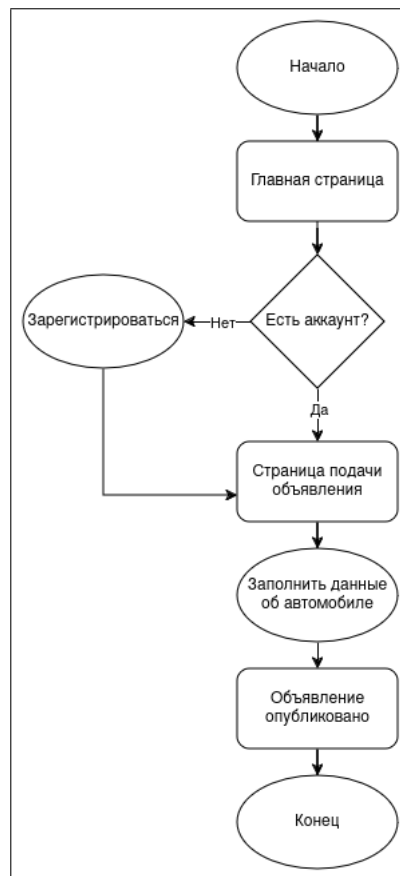 Начало
Главная страница
Есть аккаунт?
Нет
Зарегистрироваться
Да
Страница подачи
объявления
Заполнить данные
об автомобиле
Объявление
опубликовано
Конец